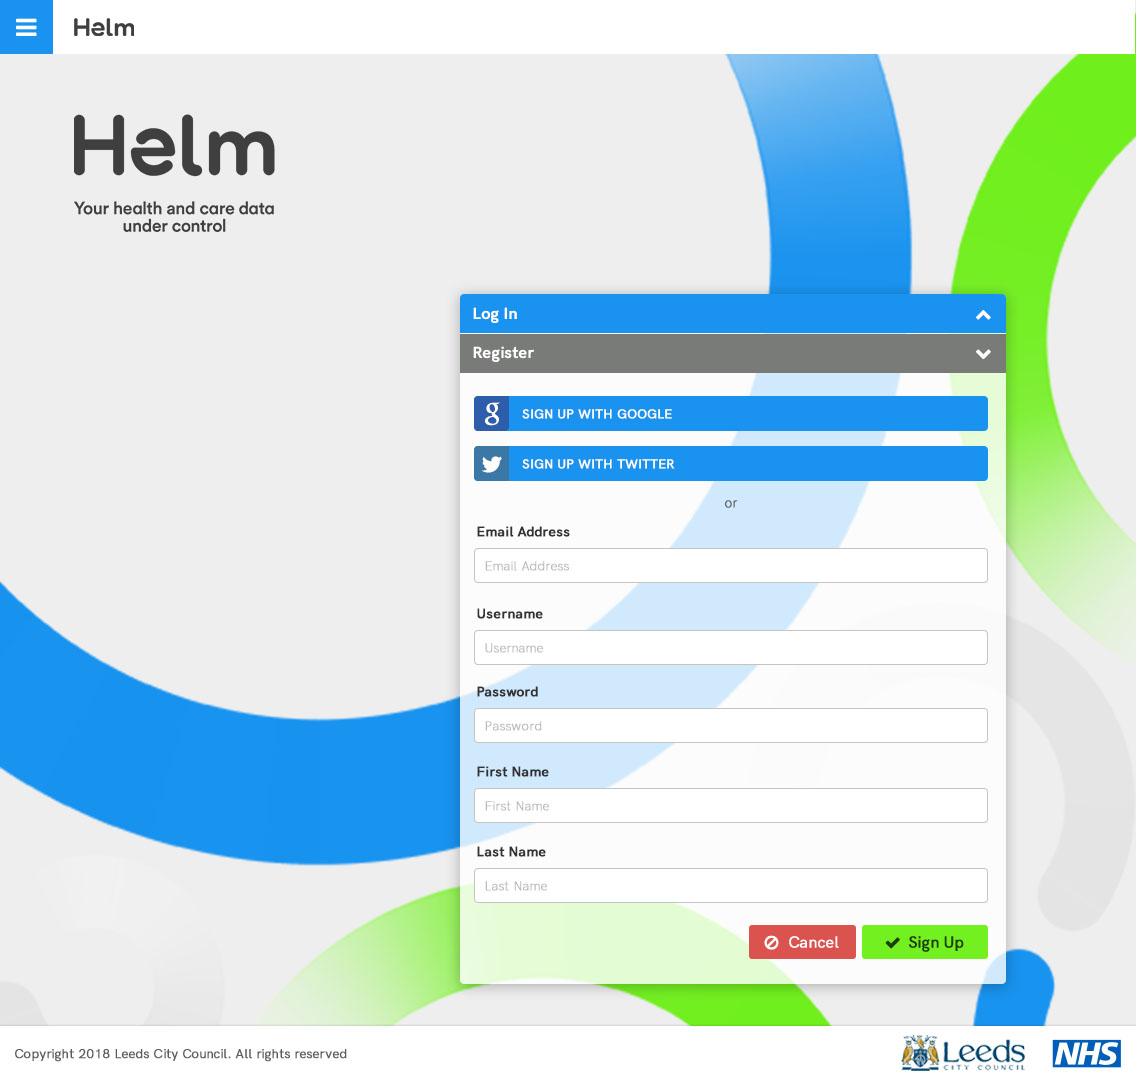 Helm
Helm
Your health and care data
under control
Log In
Register
g SIGN UP WITH GOOGLE
SIGN UP WITH TWITTER
or
Email Address
Email Address
Username
Username
Password
Password
First Name
First Name
Last Name
Last Name
Cancel
Sign Up
Copyright 2018 Leeds City Council. All rights reserved
Leeds
CITY COUNCIL
NHS